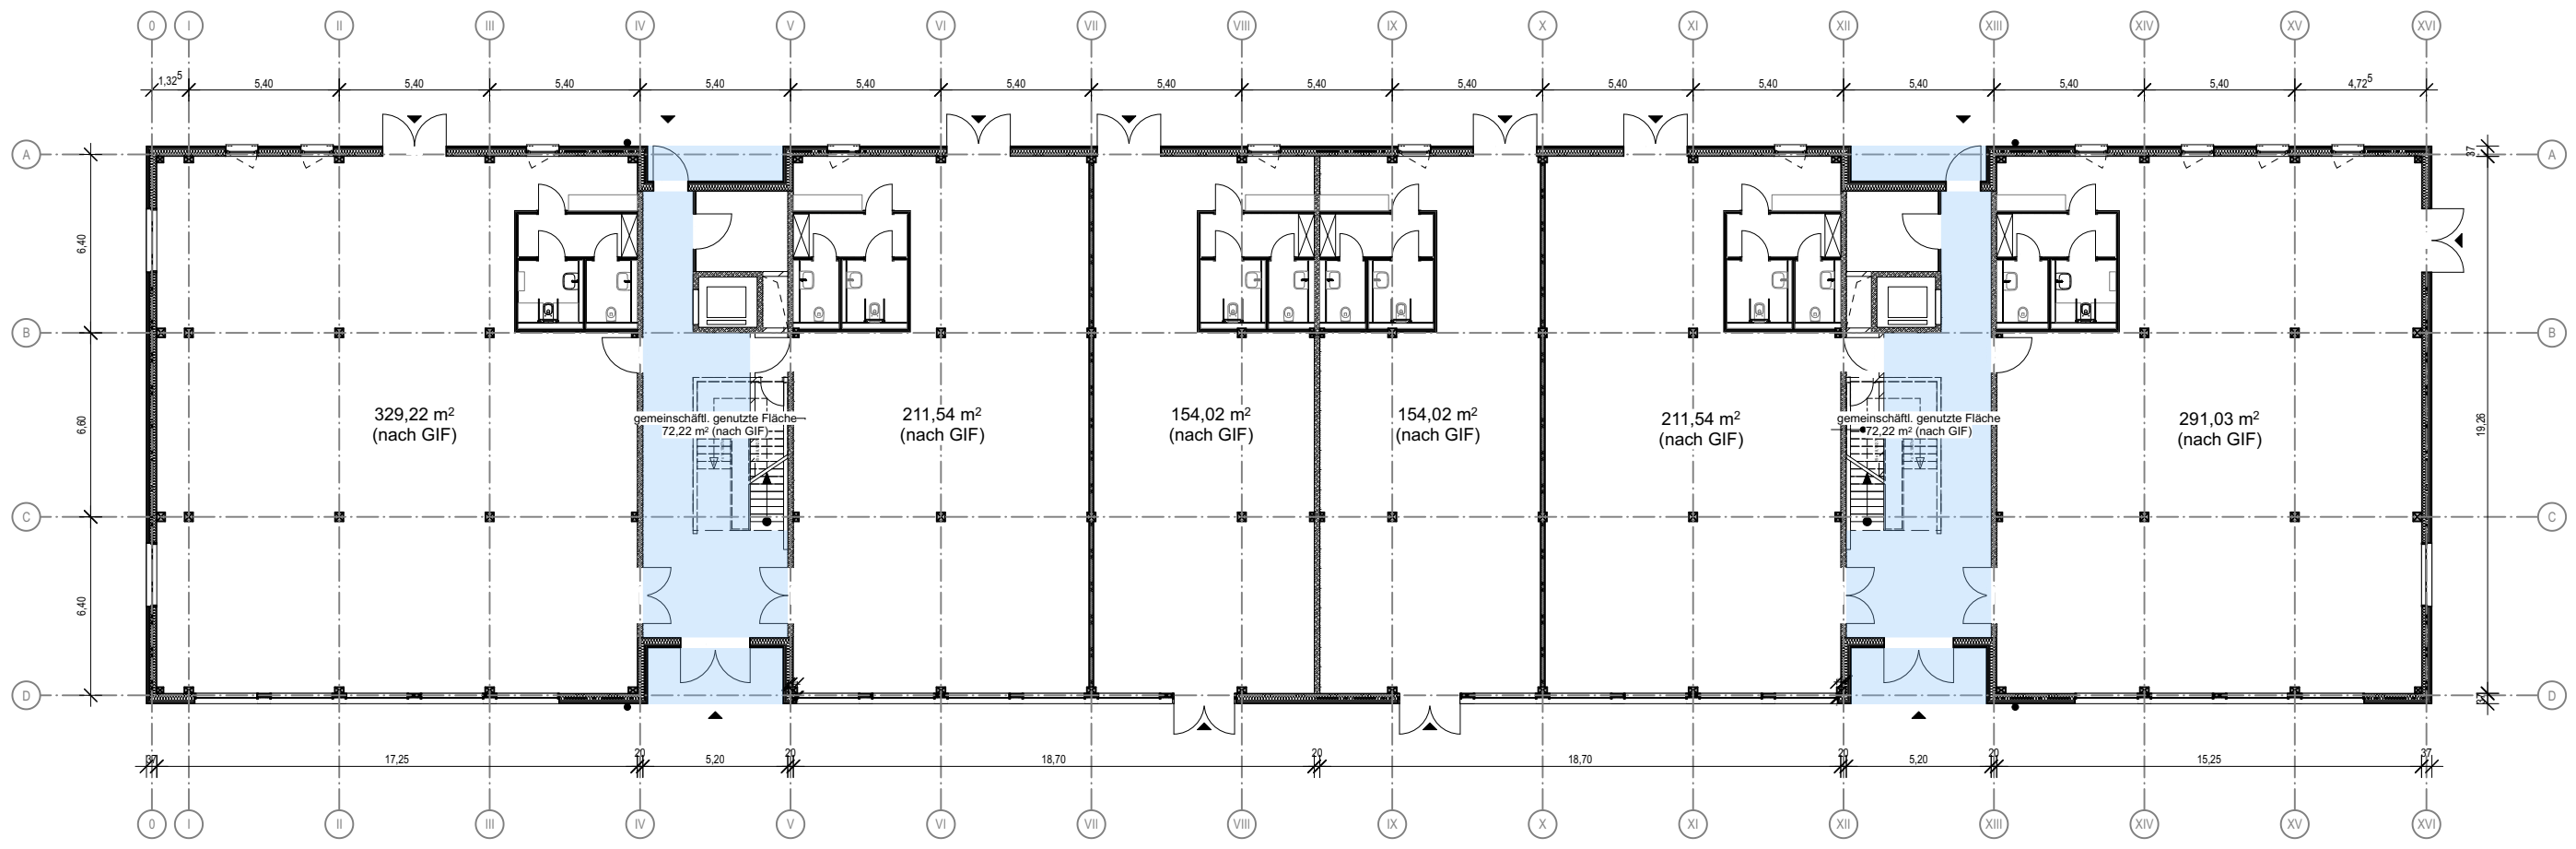 0 I II III IV V VI VII VIII IX X XI XII XIII XIV XV XVI
1,32⁵ 5,40 5,40 5,40 5,40 5,40 5,40 5,40 5,40 5,40 5,40 5,40 5,40 5,40 5,40 4,72⁵
A A
37
6,40
B B
329,22 m²
(nach GIF)
gemeinschäftl. genutzte Fläche
72,22 m² (nach GIF)
211,54 m²
(nach GIF)
154,02 m²
(nach GIF)
154,02 m²
(nach GIF)
211,54 m²
(nach GIF)
gemeinschäftl. genutzte Fläche
72,22 m² (nach GIF)
291,03 m²
(nach GIF)
6,60
19,26
C C
6,40
D D
37
37 17,25 20 5,20 20 18,70 20 18,70 20 5,20 20 15,25 37
0 I II III IV V VI VII VIII IX X XI XII XIII XIV XV XVI